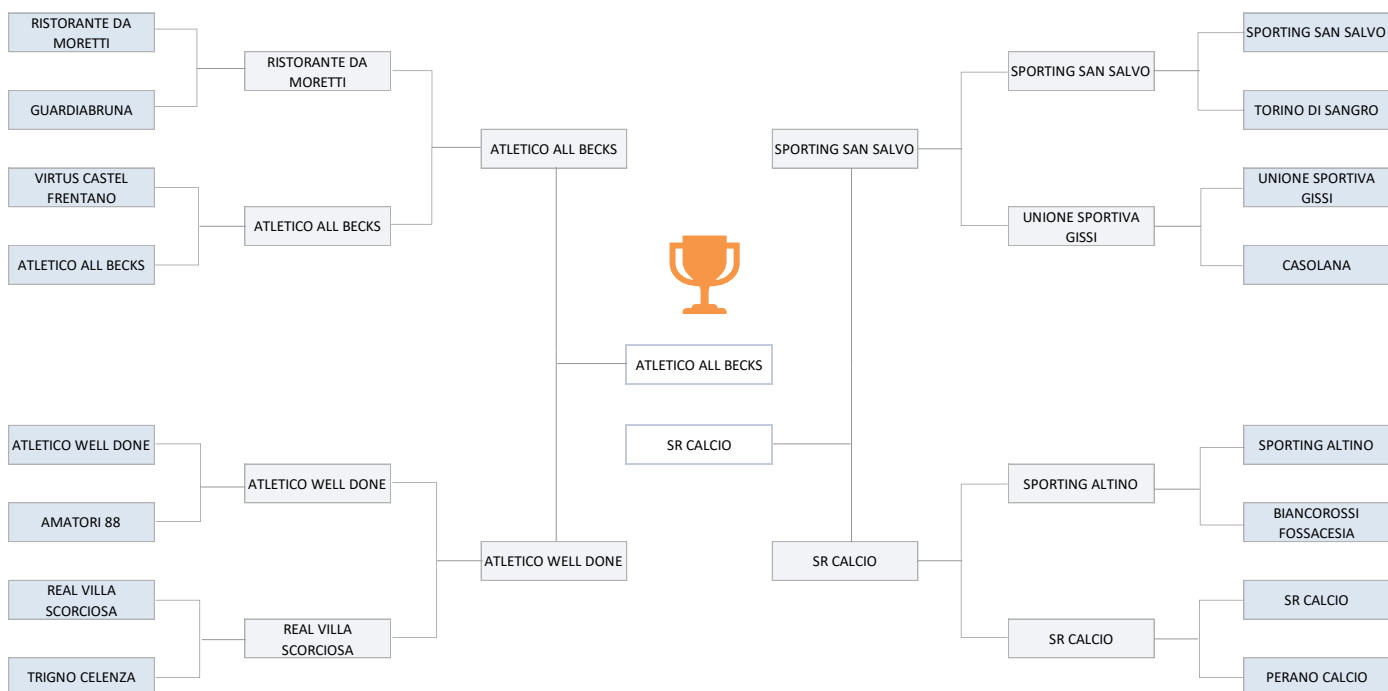 RISTORANTE DA
MORETTI
GUARDIABRUNA
VIRTUS CASTEL
FRENTANO
ATLETICO ALL BECKS
ATLETICO WELL DONE
AMATORI 88
REAL VILLA
SCORCIOSA
TRIGNO CELENZA
RISTORANTE DA
MORETTI
ATLETICO ALL BECKS
ATLETICO WELL DONE
REAL VILLA
SCORCIOSA
ATLETICO ALL BECKS
ATLETICO WELL DONE
ATLETICO ALL BECKS
SR CALCIO
SPORTING SAN SALVO
SR CALCIO
SPORTING SAN SALVO
UNIONE SPORTIVA
GISSI
SPORTING ALTINO
SR CALCIO
SPORTING SAN SALVO
TORINO DI SANGRO
UNIONE SPORTIVA
GISSI
CASOLANA
SPORTING ALTINO
BIANCOROSSI
FOSSACESIA
SR CALCIO
PERANO CALCIO